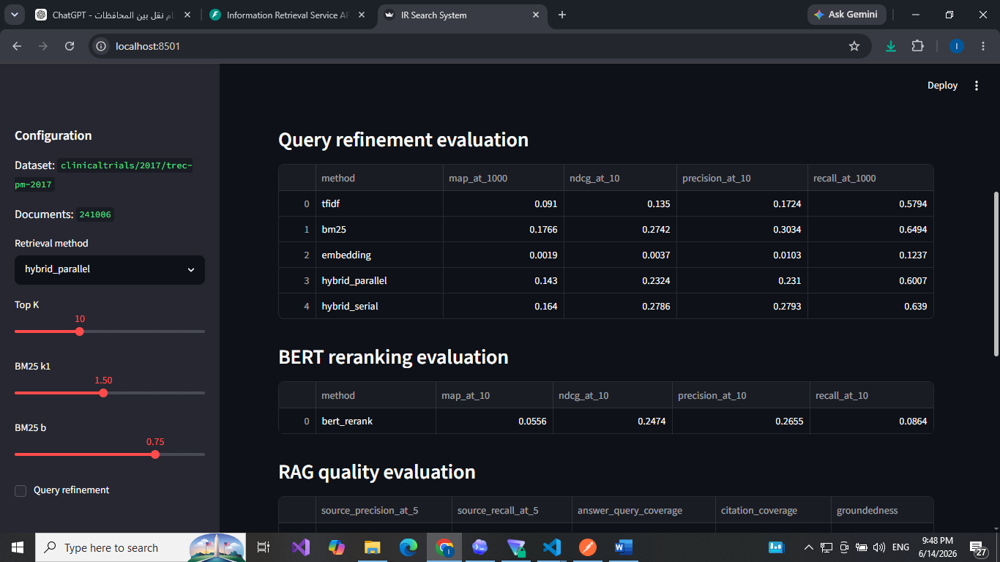 ChatGPT - ام نقل بين المحافظات
Information Retrieval Service AP
IR Search System
Ask Gemini
localhost:8501
I
Deploy
Configuration
Dataset: clinicaltrials/2017/trec-
pm-2017
Documents: 241006
Retrieval method
hybrid_parallel
Top K
10
BM25 k1
1.50
BM25 b
0.75
Query refinement
Query refinement evaluation
method map_at_1000 ndcg_at_10 precision_at_10 recall_at_1000
0 tfidf 0.091 0.135 0.1724 0.5794
1 bm25 0.1766 0.2742 0.3034 0.6494
2 embedding 0.0019 0.0037 0.0103 0.1237
3 hybrid_parallel 0.143 0.2324 0.231 0.6007
4 hybrid_serial 0.164 0.2786 0.2793 0.639
BERT reranking evaluation
method map_at_10 ndcg_at_10 precision_at_10 recall_at_10
0 bert_rerank 0.0556 0.2474 0.2655 0.0864
RAG quality evaluation
source_precision_at_5 source_recall_at_5 answer_query_coverage citation_coverage groundedness
Type here to search
ENG
9:48 PM
6/14/2026
27